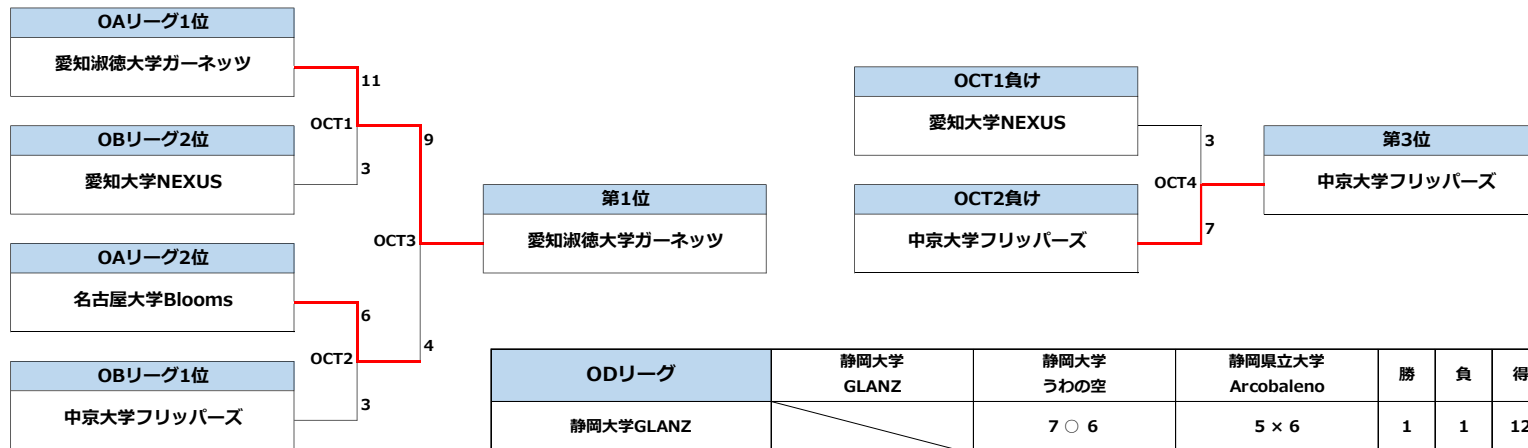 OAリーグ1位
愛知淑徳大学ガーネッツ
11
OCT1
9
OBリーグ2位
愛知大学NEXUS
3
OCT3
第1位
愛知淑徳大学ガーネッツ
OAリーグ2位
名古屋大学Blooms
6
OCT2
4
OBリーグ1位
中京大学フリッパーズ
3
OCT1負け
愛知大学NEXUS
3
OCT4
OCT2負け
中京大学フリッパーズ
7
第3位
中京大学フリッパーズ
ODリーグ 静岡大学 GLANZ 静岡大学 うわの空 静岡県立大学 Arcobaleno 勝 負 得
静岡大学GLANZ 7 ○ 6 5 × 6 1 1 12